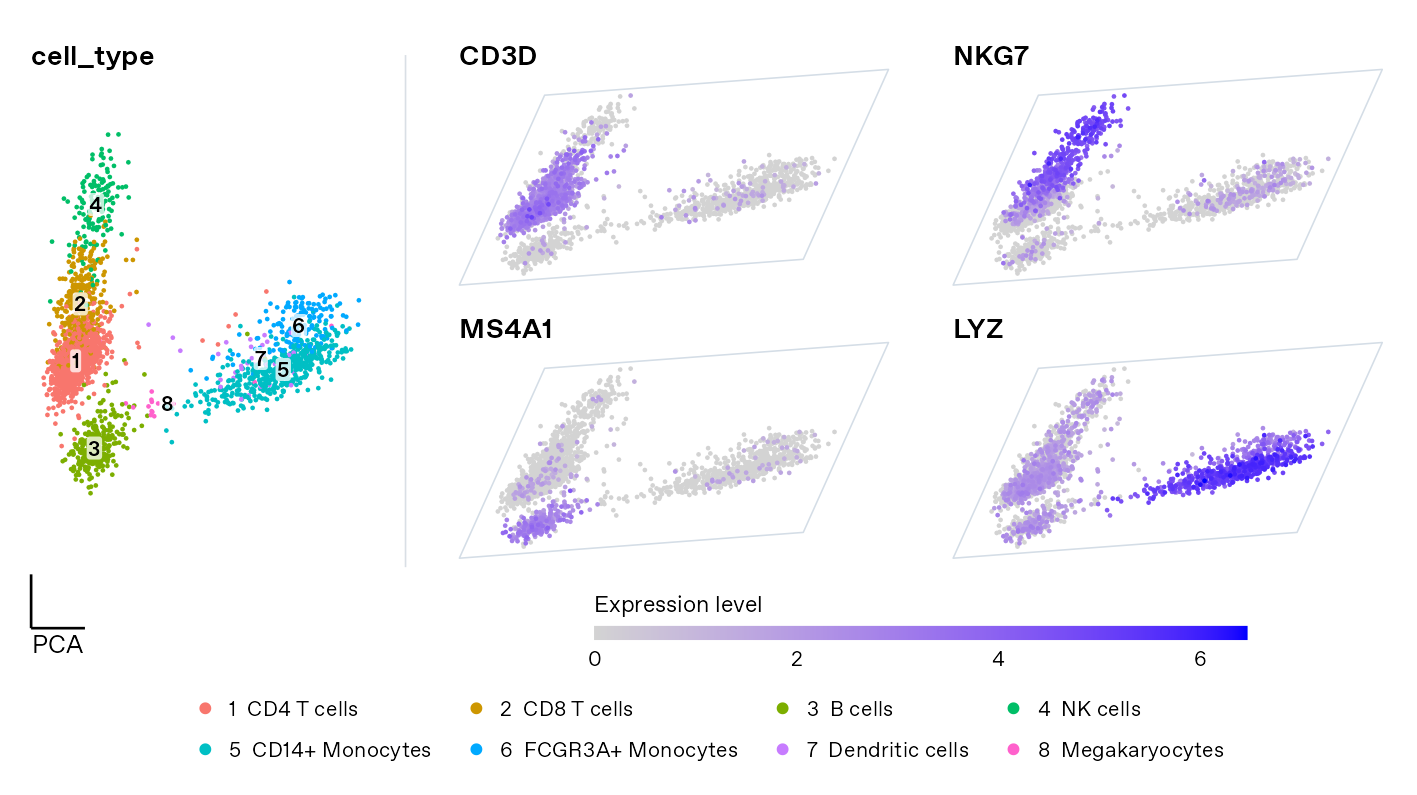 cell_type
4
2
1
3
8
6
7
5
PCA
CD3D
NKG7
MS4A1
LYZ
Expression level
0 2 4 6
1 CD4 T cells
2 CD8 T cells
3 B cells
4 NK cells
5 CD14+ Monocytes
6 FCGR3A+ Monocytes
7 Dendritic cells
8 Megakaryocytes